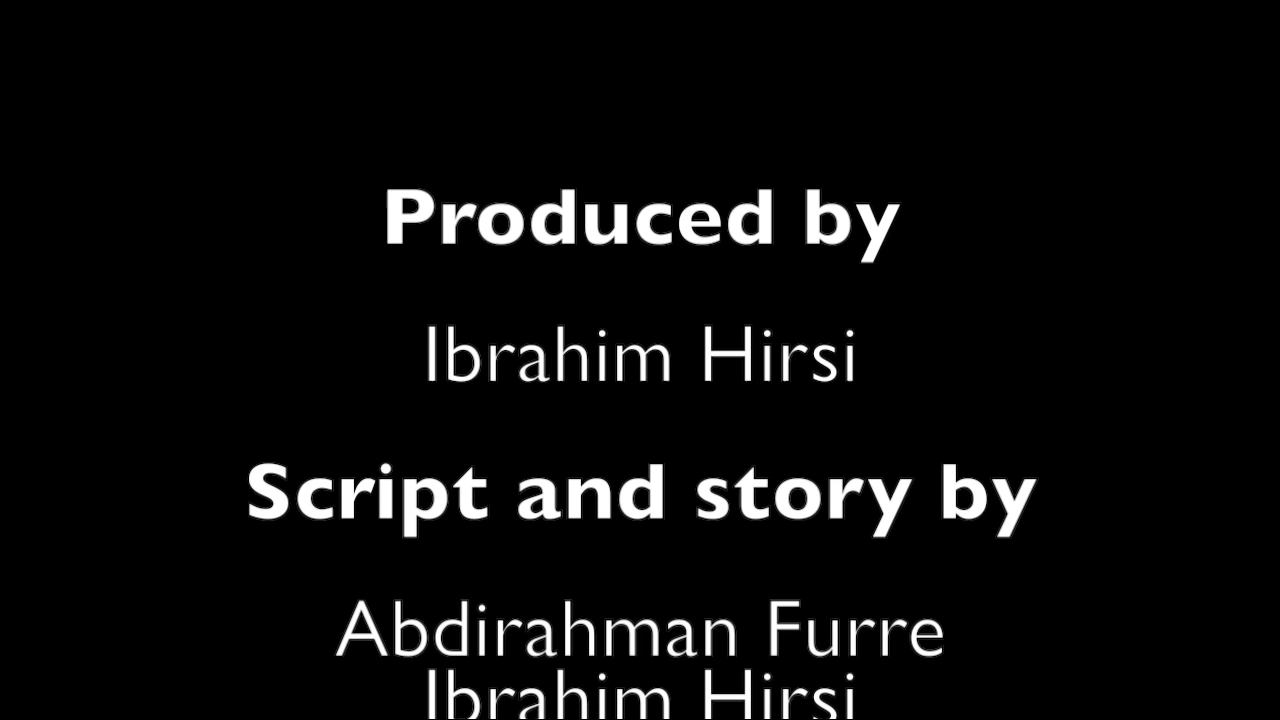 Produced by
Ibrahim Hirsi
Script and story by
Abdirahman Furre
Ibrahim Hirsi